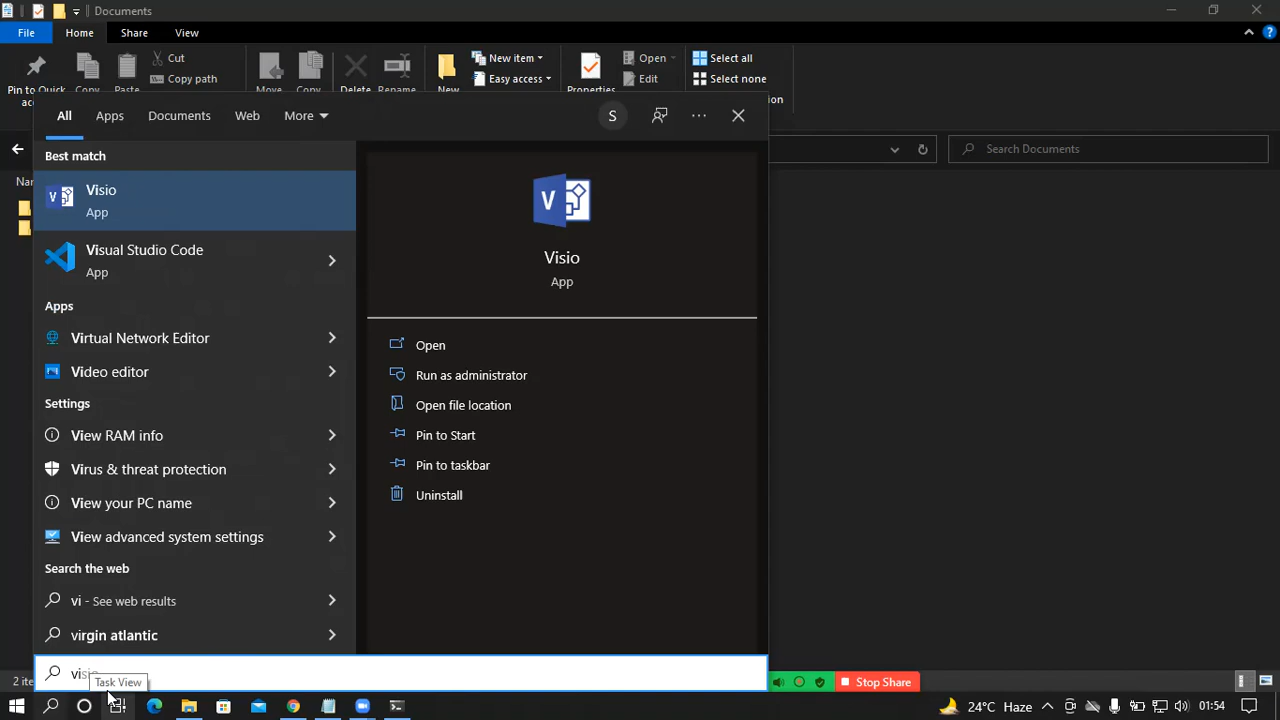 Documents
File
Home
Share
View
Pin to Quick
Copy
Paste
Cut
Copy path
Move
Copy
Delete
Rename
New
New item
Easy access
Properties
Open
Edit
Select all
Select none
Search Documents
All
Apps
Documents
Web
More
S
Best match
Visio
App
Visual Studio Code
App
Apps
Virtual Network Editor
Video editor
Settings
View RAM info
Virus & threat protection
View your PC name
View advanced system settings
Search the web
vi - See web results
virgin atlantic
V
Visio
App
Open
Run as administrator
Open file location
Pin to Start
Pin to taskbar
Uninstall
visio
Task View
Stop Share
24°C Haze
01:54